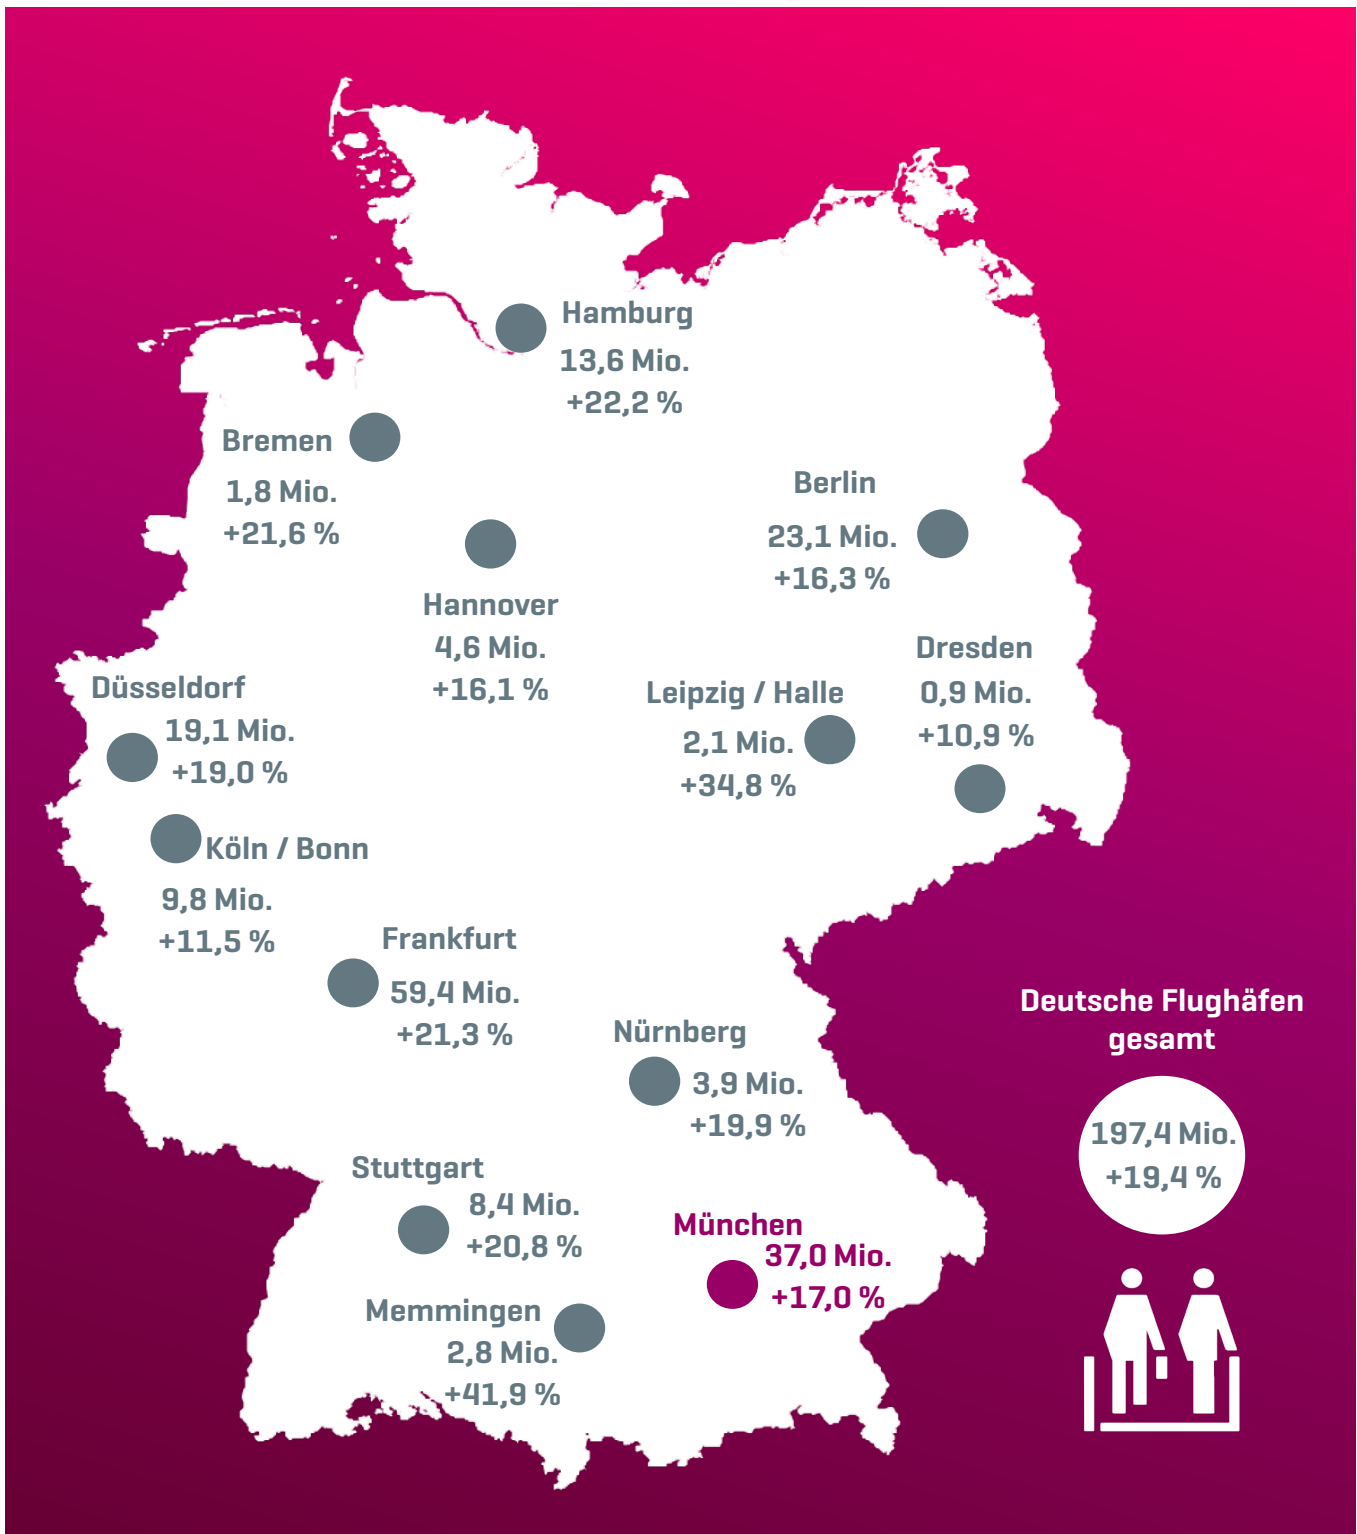 Hamburg
13,6 Mio.
+22,2 %
Bremen
1,8 Mio.
+21,6 %
Berlin
23,1 Mio.
+16,3 %
Hannover
4,6 Mio.
+16,1 %
Dresden
0,9 Mio.
+10,9 %
Düsseldorf
19,1 Mio.
+19,0 %
Leipzig / Halle
2,1 Mio.
+34,8 %
Köln / Bonn
9,8 Mio.
+11,5 %
Frankfurt
59,4 Mio.
+21,3 %
Nürnberg
3,9 Mio.
+19,9 %
Deutsche Flughäfen
gesamt
197,4 Mio.
+19,4 %
Stuttgart
8,4 Mio.
+20,8 %
München
37,0 Mio.
+17,0 %
Memmingen
2,8 Mio.
+41,9 %